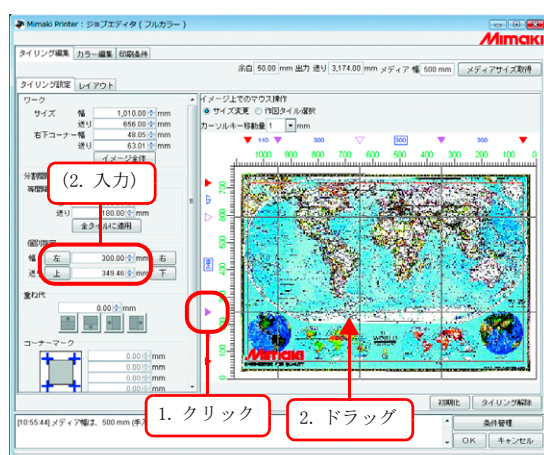 Mimaki Printer：ジョブエディタ ( フルカラー )
Mimaki
タイリング編集 カラー編集 印刷条件
余白 50.00 mm 出力 送り 3,174.00 mm メディア 幅 500 mm メディアサイズ取得
タイリング設定 レイアウト
ワーク
サイズ 幅 1,010.00 mm
送り 656.00 mm
右下コーナー幅 48.05 mm
送り 63.01 mm
イメージ全体
イメージ上でのマウス操作
サイズ変更 作図タイル選択
カーソルキー移動量 1 mm
110 300 300 300
1000 900 800 700 600 500 400 300 200 100 0
(2. 入力)
送り 180.00 mm
全タイルに適用
個別指定
幅 左 300.00 mm 右
送り 上 349.46 mm 下
重ね代
0.00 mm
コーナーマーク
0.00 mm
0.00 mm
0.00 mm
0.00 mm
Mimaki
WORLD
1. クリック
2. ドラッグ
初期化 タイリング解除
[10:55:44] メディア幅は、500 mm (手入
条件管理
OK キャンセル